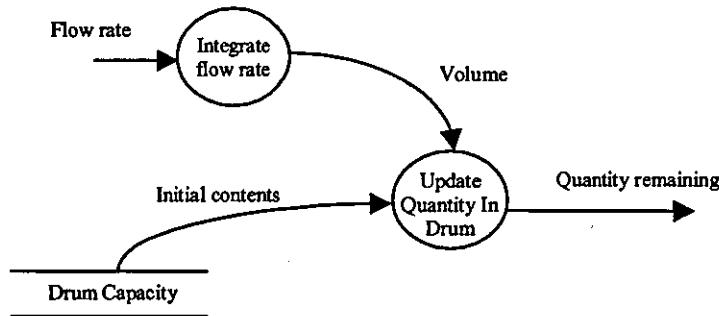 Flow rate
Integrate
flow rate
Volume
Initial contents
Update
Quantity In
Drum
Quantity remaining
Drum Capacity